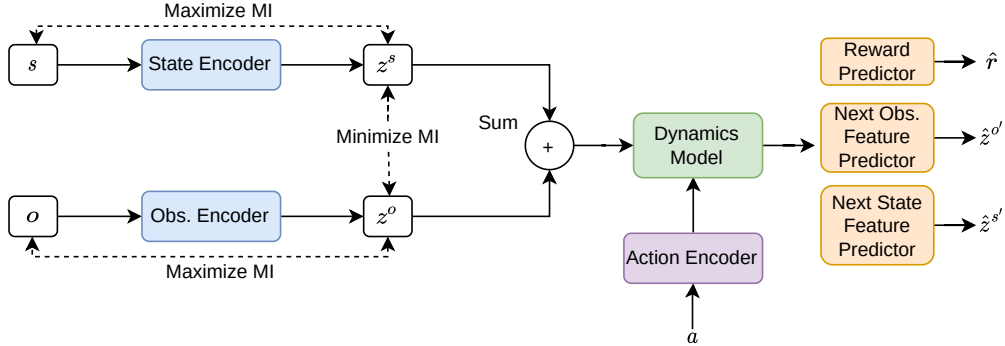 Maximize MI
s
State Encoder
z^s
Minimize MI
o
Obs. Encoder
z^o
Maximize MI
Sum
+
Dynamics
Model
Action Encoder
a
Reward
Predictor
r̂
Next Obs.
Feature
Predictor
ẑ^{o'}
Next State
Feature
Predictor
ẑ^{s'}